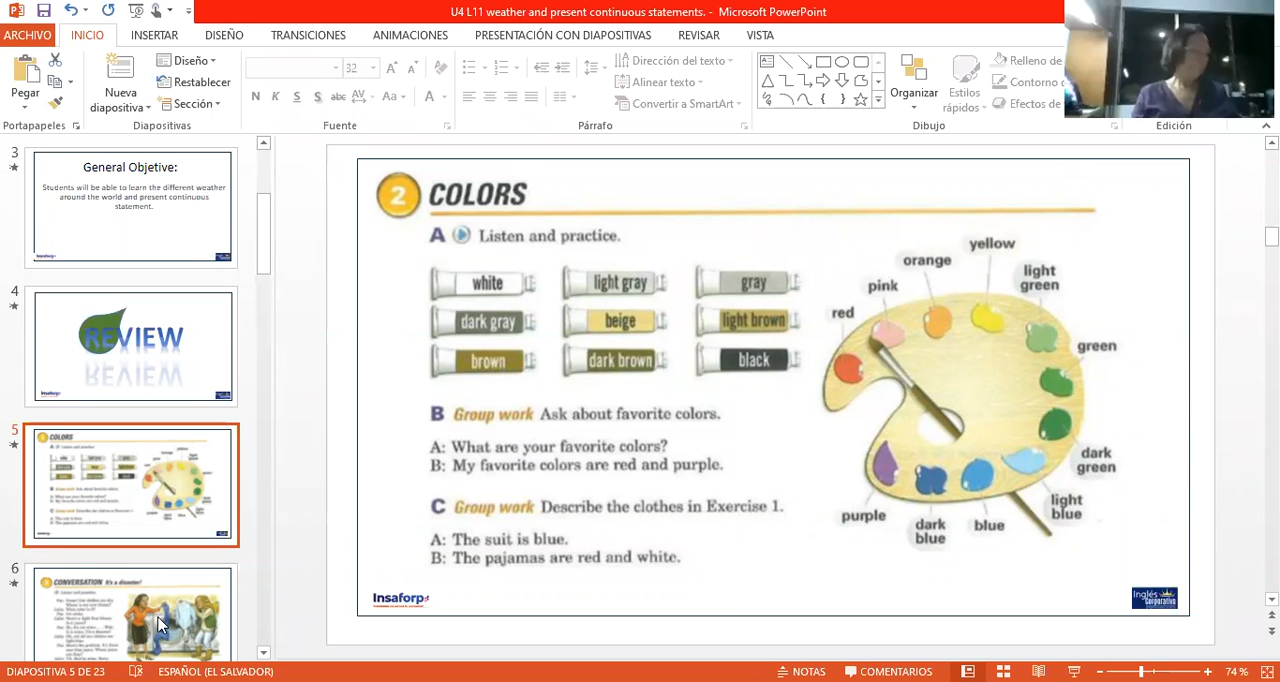 U4 L11 weather and present continuous statements. - Microsoft PowerPoint
ARCHIVO INICIO INSERTAR DISEÑO TRANSICIONES ANIMACIONES PRESENTACIÓN CON DIAPOSITIVAS REVISAR VISTA
Pegar
Nueva diapositiva
Diseño
Restablecer
Sección
32
N K S S abc AV Aa A
Dirección del texto
Alinear texto
Convertir a SmartArt
Organizar
Estilos rápidos
Relleno de
Contorno
Efectos de
Portapapeles Diapositivas Fuente Párrafo Dibujo Edición
3
General Objetive:
Students will be able to learn the different weather
around the world and present continuous
statement.
4
REVIEW
5
COLORS
6
CONVERSATION It's a disaster!
2 COLORS
A Listen and practice.
white light gray gray
dark gray beige light brown
brown dark brown black
B Group work Ask about favorite colors.
A: What are your favorite colors?
B: My favorite colors are red and purple.
C Group work Describe the clothes in Exercise 1.
A: The suit is blue.
B: The pajamas are red and white.
red
pink
orange
yellow
light
green
green
dark
green
light
blue
blue
dark
blue
purple
Insaforp
Inglés
corporativo
DIAPOSITIVA 5 DE 23 ESPAÑOL (EL SALVADOR) NOTAS COMENTARIOS 74 %